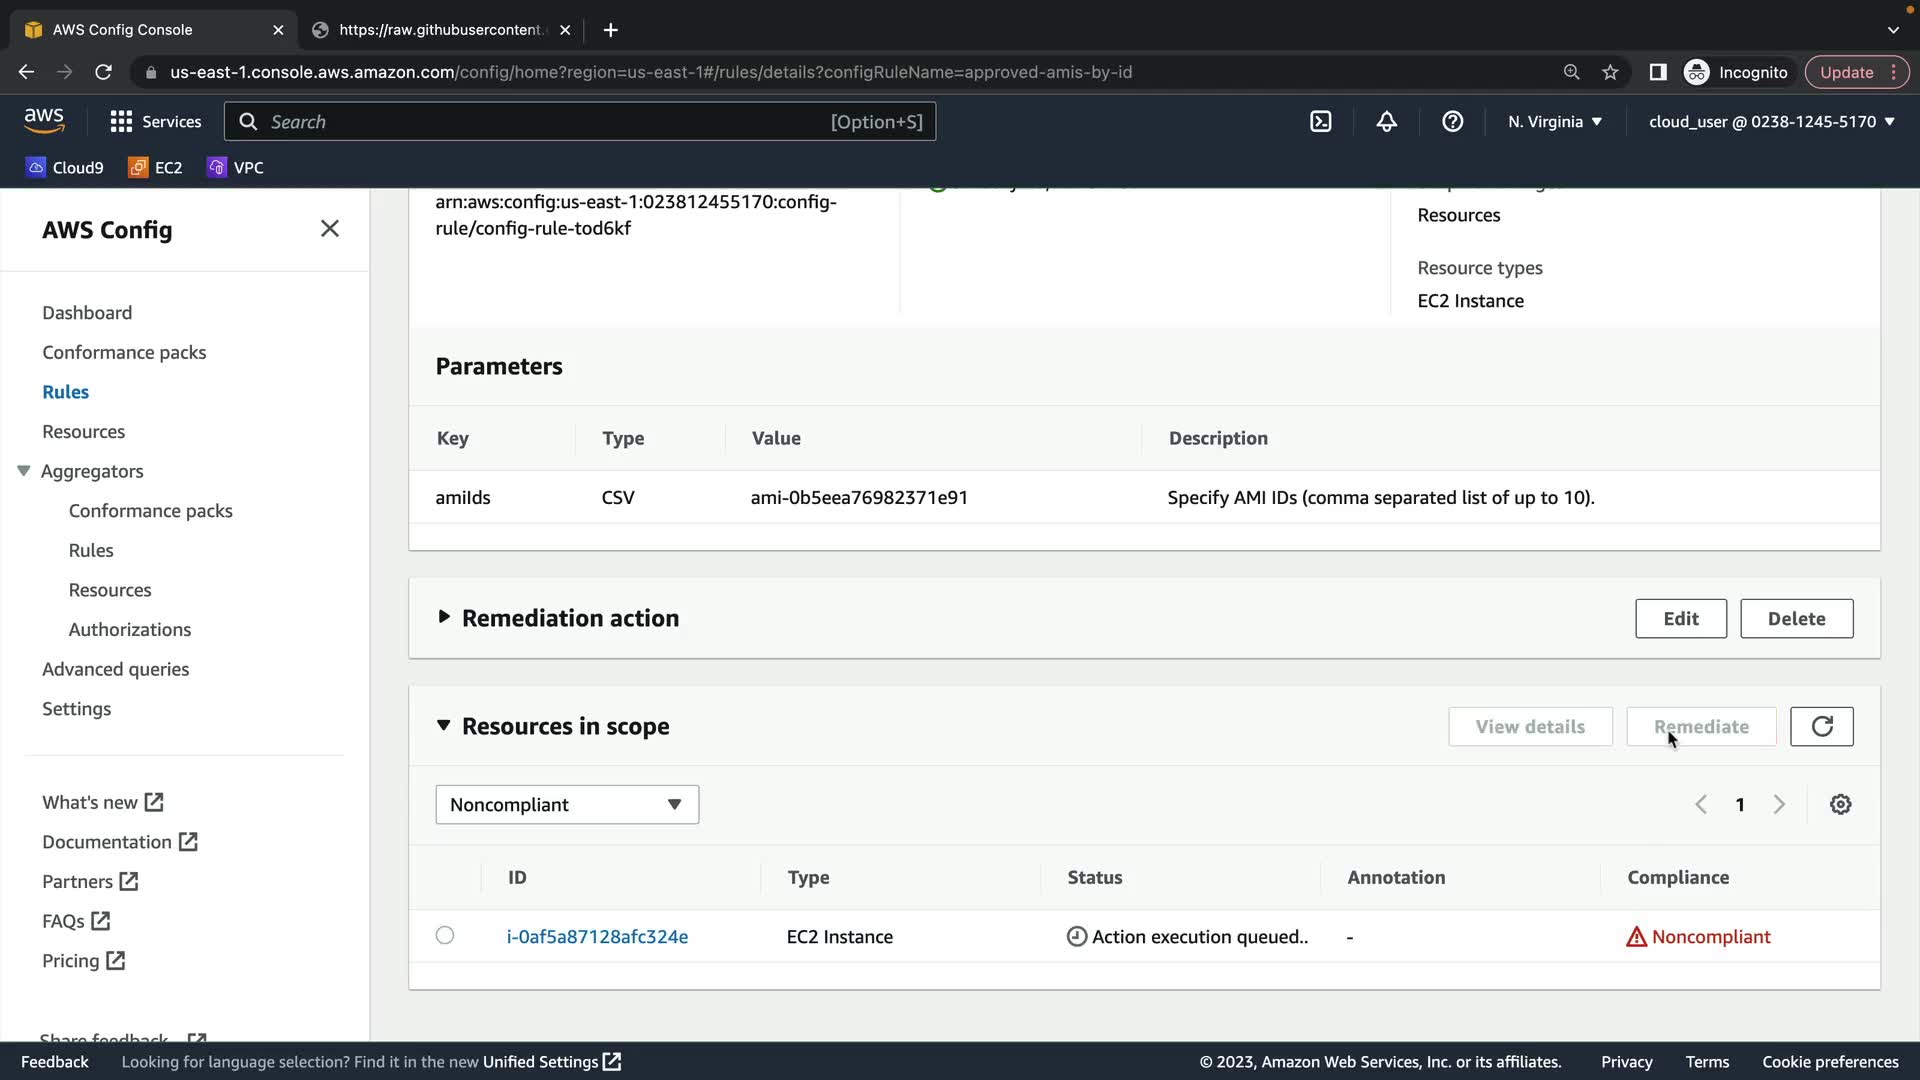 AWS Config Console
https://raw.githubusercontent.
us-east-1.console.aws.amazon.com/config/home?region=us-east-1#/rules/details?configRuleName=approved-amis-by-id
Incognito
Update
aws
Services
Search
[Option+S]
N. Virginia
cloud_user @ 0238-1245-5170
Cloud9
EC2
VPC
AWS Config
Dashboard
Conformance packs
Rules
Resources
Aggregators
Conformance packs
Rules
Resources
Authorizations
Advanced queries
Settings
What's new
Documentation
Partners
FAQs
Pricing
Share feedback
arn:aws:config:us-east-1:023812455170:config-
rule/config-rule-tod6kf
Resources
Resource types
EC2 Instance
Parameters
Key Type Value Description
amiIds CSV ami-0b5eea76982371e91 Specify AMI IDs (comma separated list of up to 10).
Remediation action
Edit
Delete
Resources in scope
View details
Remediate
Noncompliant
1
ID Type Status Annotation Compliance
i-0af5a87128afc324e EC2 Instance Action execution queued.. - Noncompliant
Feedback
Looking for language selection? Find it in the new Unified Settings
© 2023, Amazon Web Services, Inc. or its affiliates.
Privacy
Terms
Cookie preferences